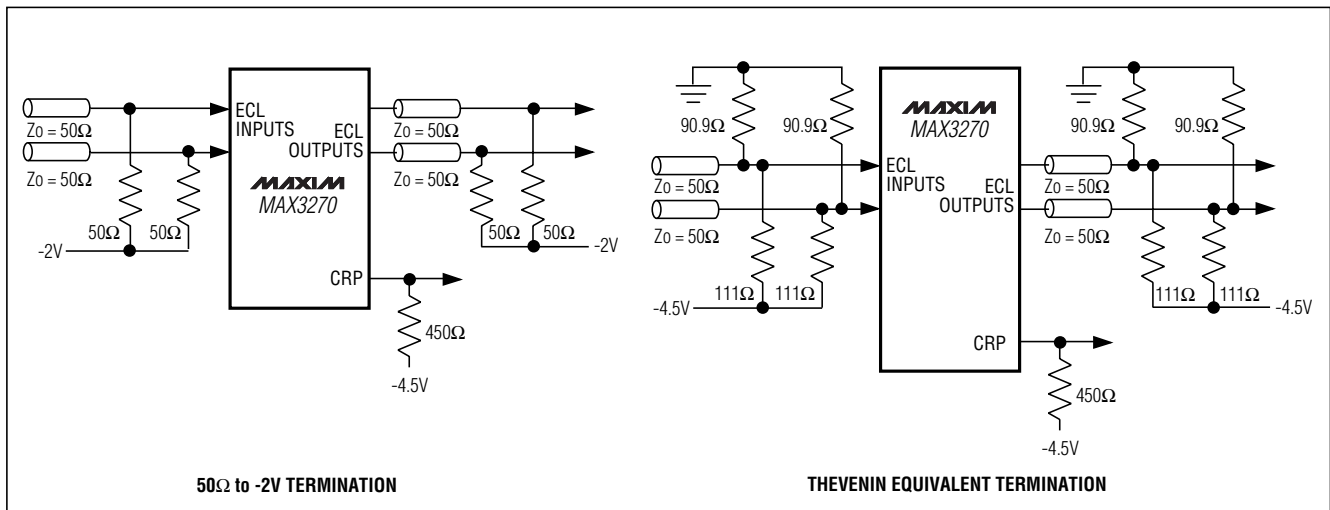 ECL
INPUTS
ECL
OUTPUTS
MAXIM
MAX3270
Zo = 50Ω
Zo = 50Ω
Zo = 50Ω
Zo = 50Ω
50Ω
50Ω
50Ω
50Ω
-2V
-2V
CRP
450Ω
-4.5V
50Ω to -2V TERMINATION
90.9Ω
90.9Ω
MAXIM
MAX3270
90.9Ω
90.9Ω
Zo = 50Ω
Zo = 50Ω
ECL
INPUTS
ECL
OUTPUTS
Zo = 50Ω
Zo = 50Ω
111Ω
111Ω
-4.5V
111Ω
111Ω
-4.5V
CRP
450Ω
-4.5V
THEVENIN EQUIVALENT TERMINATION